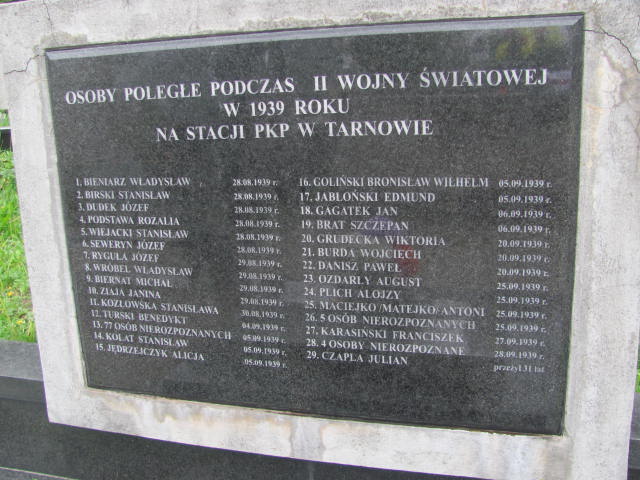 OSOBY POLEGŁE PODCZAS II WOJNY ŚWIATOWEJ
W 1939 ROKU
NA STACJI PKP W TARNOWIE
1. BIENIARZ WŁADYSŁAW 28.08.1939 r.
2. BIRSKI STANISŁAW 28.08.1939 r.
3. DUDEK JÓZEF 28.08.1939 r.
4. PODSTAWA ROZALIA 28.08.1939 r.
5. WIEJACKI STANISŁAW 28.08.1939 r.
6. SEWERYN JÓZEF 28.08.1939 r.
7. RYGUŁA JÓZEF 29.08.1939 r.
8. WRÓBEL WŁADYSŁAW 29.08.1939 r.
9. BIERNAT MICHAŁ 29.08.1939 r.
10. ZIAJA JANINA 29.08.1939 r.
11. KOZŁOWSKA STANISŁAWA 30.08.1939 r.
12. TURSKI BENEDYKT 04.09.1939 r.
13. 77 OSÓB NIEROZPOZNANYCH 05.09.1939 r.
14. KOLAT STANISŁAW 05.09.1939 r.
15. JĘDRZEJCZYK ALICJA 05.09.1939 r.
16. GOLIŃSKI BRONISŁAW WILHELM 05.09.1939 r.
17. JABŁOŃSKI EDMUND 05.09.1939 r.
18. GAGATEK JAN 06.09.1939 r.
19. BRAT SZCZEPAN 06.09.1939 r.
20. GRUDECKA WIKTORIA 20.09.1939 r.
21. BURDA WOJCIECH 20.09.1939 r.
22. DANISZ PAWEŁ 20.09.1939 r.
23. OZDARLY AUGUST 25.09.1939 r.
24. PLICH ALOJZY 25.09.1939 r.
25. MACIEJKO /MATEJKO/ ANTONI 25.09.1939 r.
26. 5 OSÓB NIEROZPOZNANYCH 25.09.1939 r.
27. KARASIŃSKI FRANCISZEK 27.09.1939 r.
28. 4 OSOBY NIEROZPOZNANE 28.09.1939 r.
29. CZAPLA JULIAN przeżył 31 lat